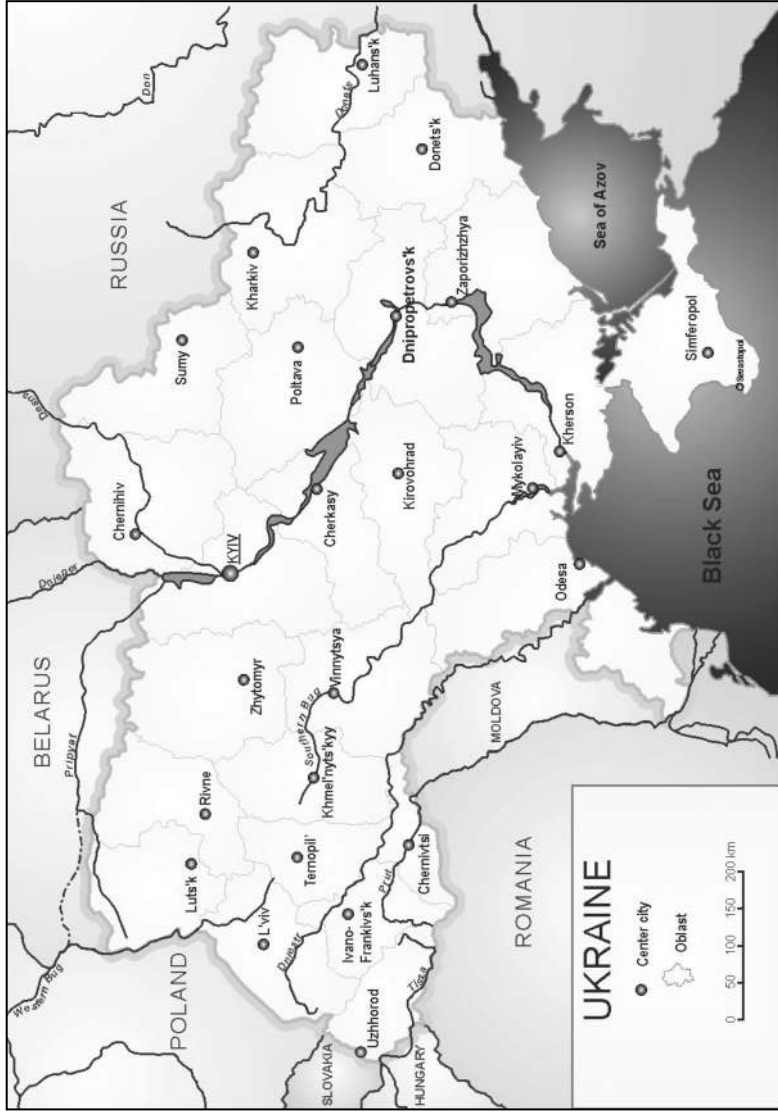 Don
RUSSIA
Desna
Dnieper
BELARUS
Pripyat
Western Bug
POLAND
SLOVAKIA
HUNGARY
ROMANIA
MOLDOVA
Luhans'k
Donets'k
Kharkiv
Sumy
Poltava
Dnipropetrovs'k
Zaporizhzhya
Chernihiv
KYIV
Cherkasy
Kirovohrad
Kherson
Mykolayiv
Odesa
Simferopol
Sea of Azov
Black Sea
Zhytomyr
Vinnytsya
Southern Bug
Khmel'nyts'kyy
Rivne
Luts'k
Ternopil'
L'viv
Dniestr
Ivano-
Frankivs'k
Prut
Chernivtsi
Tisza
Uzhhorod
UKRAINE
Center city
Oblast
0 50 100 150 200 km